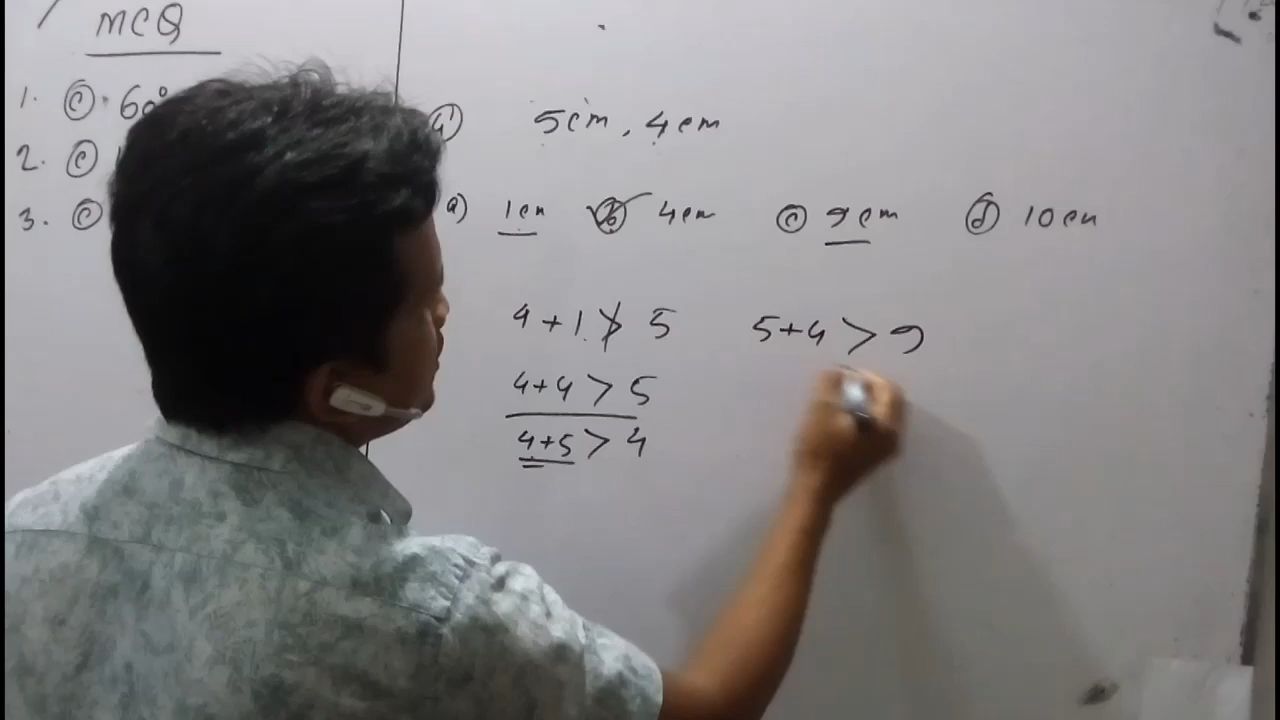 MCQ
1. ⓒ 60°
2. ⓒ
3. ⓒ
5cm, 4cm
a) 1cm ⓑ 4cm ⓒ 9cm ⓓ 10cm
4+1 ≯ 5
4+4 > 5
4+5 > 4
5+4 > 9